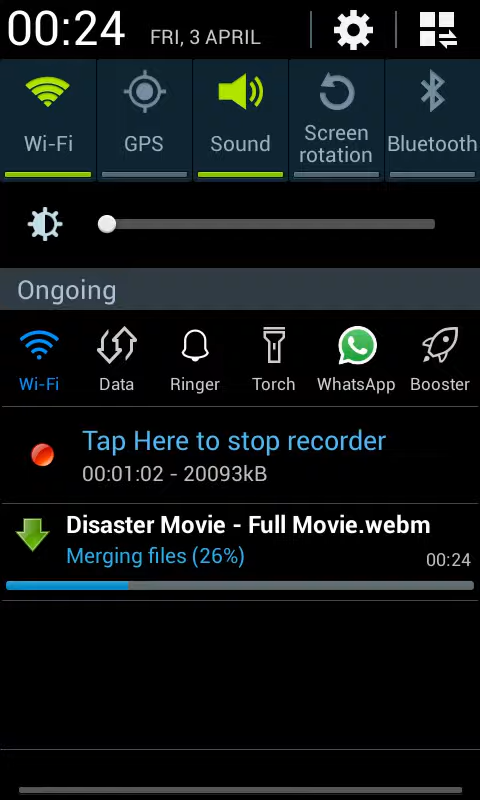 00:24 FRI, 3 APRIL
Wi-Fi GPS Sound Screen rotation Bluetooth
Ongoing
Wi-Fi Data Ringer Torch WhatsApp Booster
Tap Here to stop recorder
00:01:02 - 20093kB
Disaster Movie - Full Movie.webm
Merging files (26%) 00:24